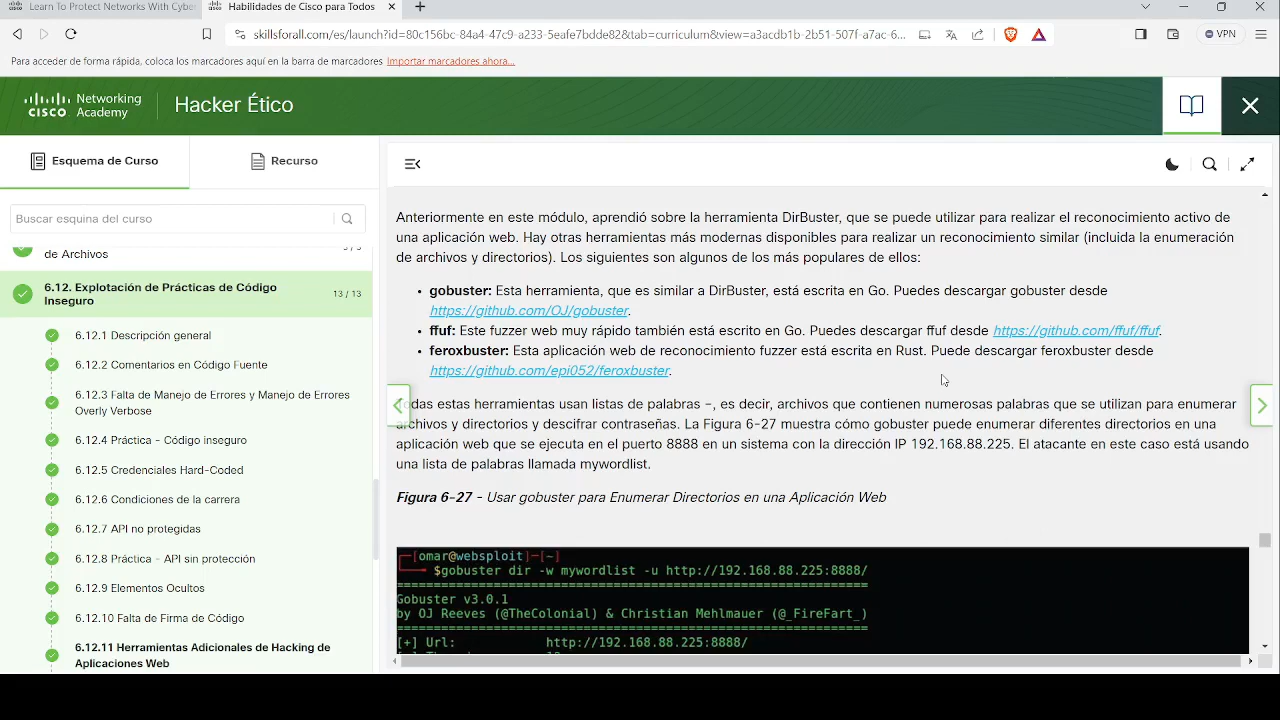 Learn To Protect Networks With Cyber
Habilidades de Cisco para Todos
skillsforall.com/es/launch?id=80c156bc-84a4-47c9-a233-5eafe7bdde82&tab=curriculum&view=a3acdb1b-2b51-507f-a7ac-6...
VPN
Para acceder de forma rápida, coloca los marcadores aquí en la barra de marcadores Importar marcadores ahora...
cisco Networking Academy
Hacker Ético
Esquema de Curso
Recurso
Buscar esquina del curso
de Archivos
6.12. Explotación de Prácticas de Código
Inseguro
13 / 13
6.12.1 Descripción general
6.12.2 Comentarios en Código Fuente
6.12.3 Falta de Manejo de Errores y Manejo de Errores
Overly Verbose
6.12.4 Práctica - Código inseguro
6.12.5 Credenciales Hard-Coded
6.12.6 Condiciones de la carrera
6.12.7 API no protegidas
6.12.8 Práctica - API sin protección
6.12.9 Elementos Ocultos
6.12.10 Falta de Firma de Código
6.12.11 Herramientas Adicionales de Hacking de
Aplicaciones Web
Anteriormente en este módulo, aprendió sobre la herramienta DirBuster, que se puede utilizar para realizar el reconocimiento activo de
una aplicación web. Hay otras herramientas más modernas disponibles para realizar un reconocimiento similar (incluida la enumeración
de archivos y directorios). Los siguientes son algunos de los más populares de ellos:
• gobuster: Esta herramienta, que es similar a DirBuster, está escrita en Go. Puedes descargar gobuster desde
https://github.com/OJ/gobuster.
• ffuf: Este fuzzer web muy rápido también está escrito en Go. Puedes descargar ffuf desde https://github.com/ffuf/ffuf.
• feroxbuster: Esta aplicación web de reconocimiento fuzzer está escrita en Rust. Puede descargar feroxbuster desde
https://github.com/epi052/feroxbuster.
Todas estas herramientas usan listas de palabras –, es decir, archivos que contienen numerosas palabras que se utilizan para enumerar
archivos y directorios y descifrar contraseñas. La Figura 6-27 muestra cómo gobuster puede enumerar diferentes directorios en una
aplicación web que se ejecuta en el puerto 8888 en un sistema con la dirección IP 192.168.88.225. El atacante en este caso está usando
una lista de palabras llamada mywordlist.
Figura 6-27 - Usar gobuster para Enumerar Directorios en una Aplicación Web
[omar@websploit]-[~]
$gobuster dir -w mywordlist -u http://192.168.88.225:8888/
===============================================================
Gobuster v3.0.1
by OJ Reeves (@TheColonial) & Christian Mehlmauer (@_FireFart_)
===============================================================
[+] Url: http://192.168.88.225:8888/